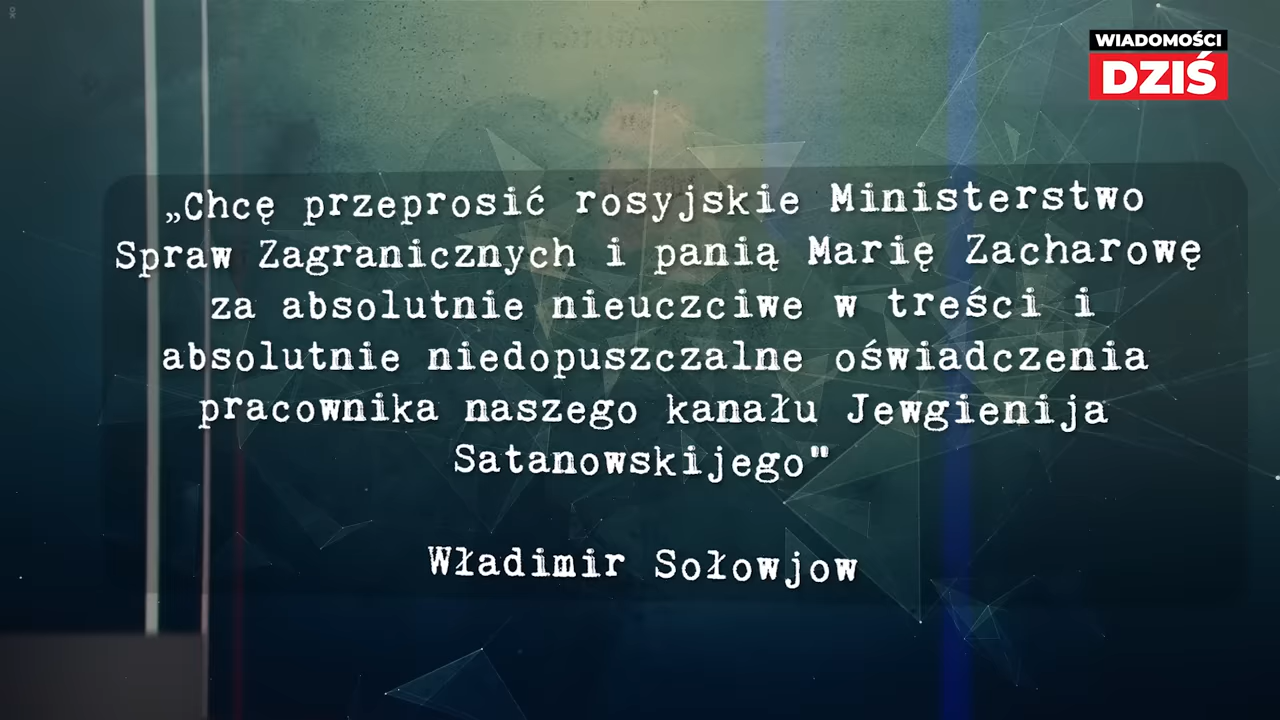 WIADOMOŚCI
DZIŚ
„Chcę przeprosić rosyjskie Ministerstwo
Spraw Zagranicznych i panią Marię Zacharowę
za absolutnie nieuczciwe w treści i
absolutnie niedopuszczalne oświadczenia
pracownika naszego kanału Jewgienija
Satanowskijego"
Władimir Sołowjow